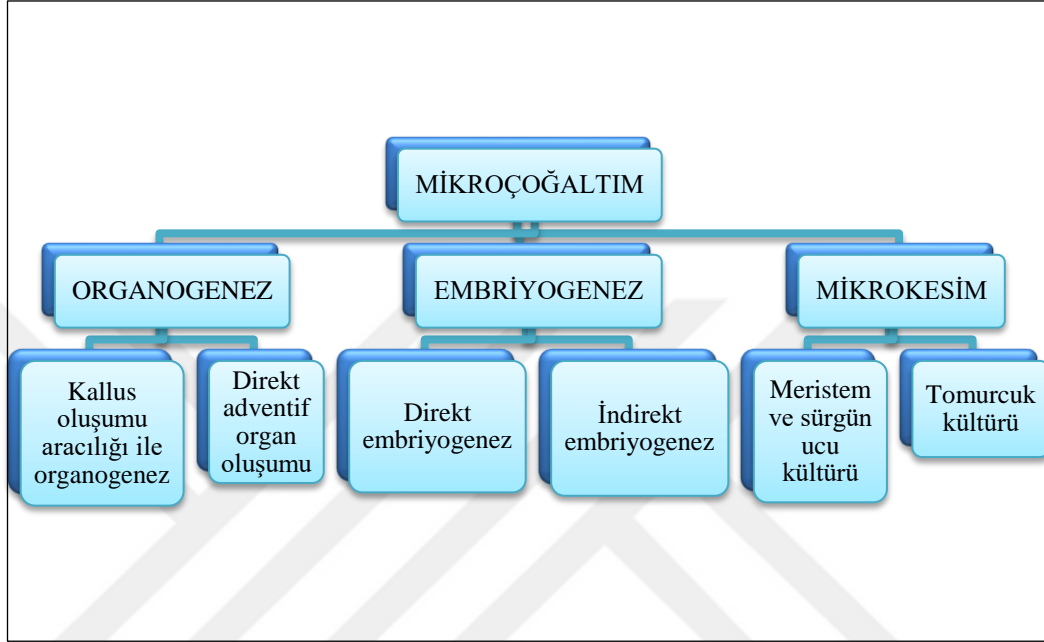 MİKROÇOĞALTIM
ORGANOGENEZ
EMBRİYOGENEZ
MİKROKESİM
Kallus
oluşumu
aracılığı ile
organogenez
Direkt
adventif
organ
oluşumu
Direkt
embriyogenez
İndirekt
embriyogenez
Meristem
ve sürgün
ucu
kültürü
Tomurcuk
kültürü